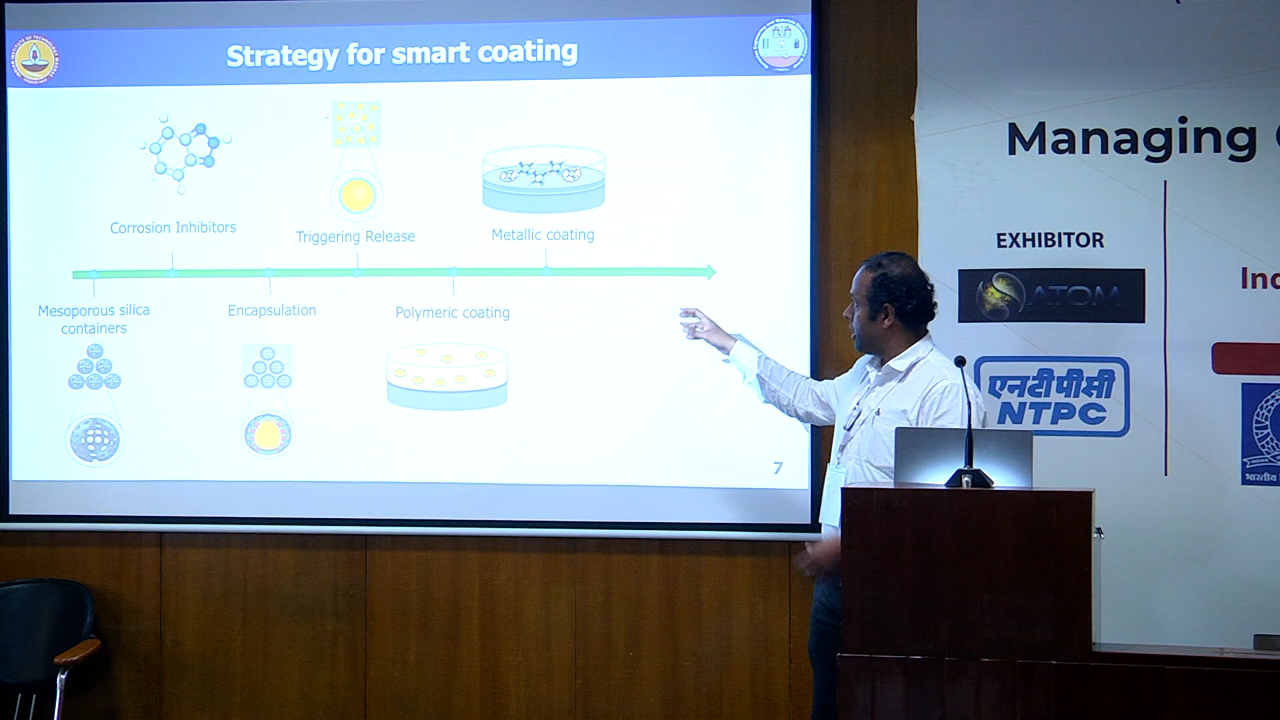 Strategy for smart coating
Corrosion Inhibitors
Triggering Release
Metallic coating
Mesoporous silica
containers
Encapsulation
Polymeric coating
7
Managing
EXHIBITOR
ATOM
एनटीपीसी
NTPC
भारतीय